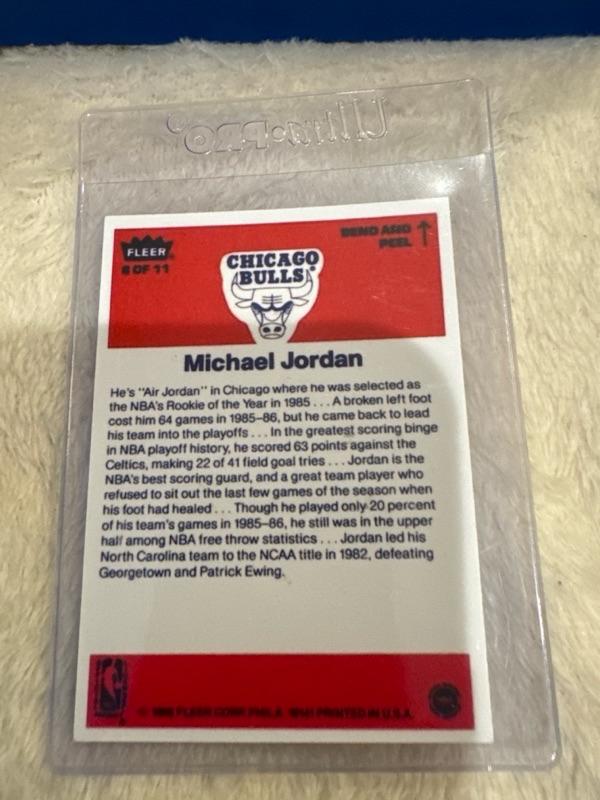 Ultra•PRO
FLEER
8 OF 11
BEND AND
PEEL
CHICAGO
BULLS
Michael Jordan
He's "Air Jordan" in Chicago where he was selected as
the NBA's Rookie of the Year in 1985 . . . A broken left foot
cost him 64 games in 1985–86, but he came back to lead
his team into the playoffs . . . In the greatest scoring binge
in NBA playoff history, he scored 63 points against the
Celtics, making 22 of 41 field goal tries . . . Jordan is the
NBA's best scoring guard, and a great team player who
refused to sit out the last few games of the season when
his foot had healed . . . Though he played only 20 percent
of his team's games in 1985–86, he still was in the upper
half among NBA free throw statistics . . . Jordan led his
North Carolina team to the NCAA title in 1982, defeating
Georgetown and Patrick Ewing.
© 1986 FLEER CORP. PHILA. 19141 PRINTED IN U.S.A.